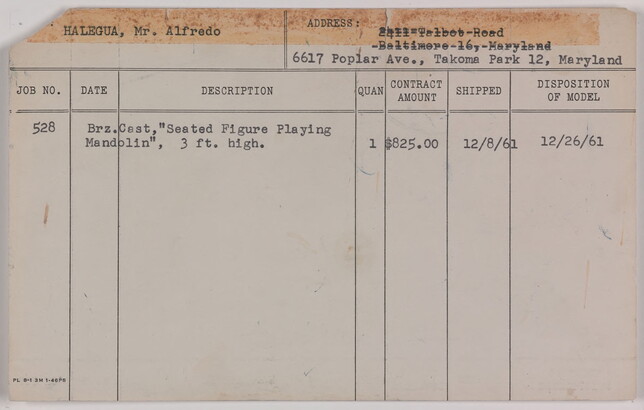 HALEGUA, Mr. Alfredo
ADDRESS:
Talbot Road
Baltimore 16, Maryland
6617 Poplar Ave., Takoma Park 12, Maryland
JOB NO. DATE DESCRIPTION QUAN CONTRACT AMOUNT SHIPPED DISPOSITION OF MODEL
528 Brz.Cast,"Seated Figure Playing
Mandolin", 3 ft. high. 1 $825.00 12/8/61 12/26/61